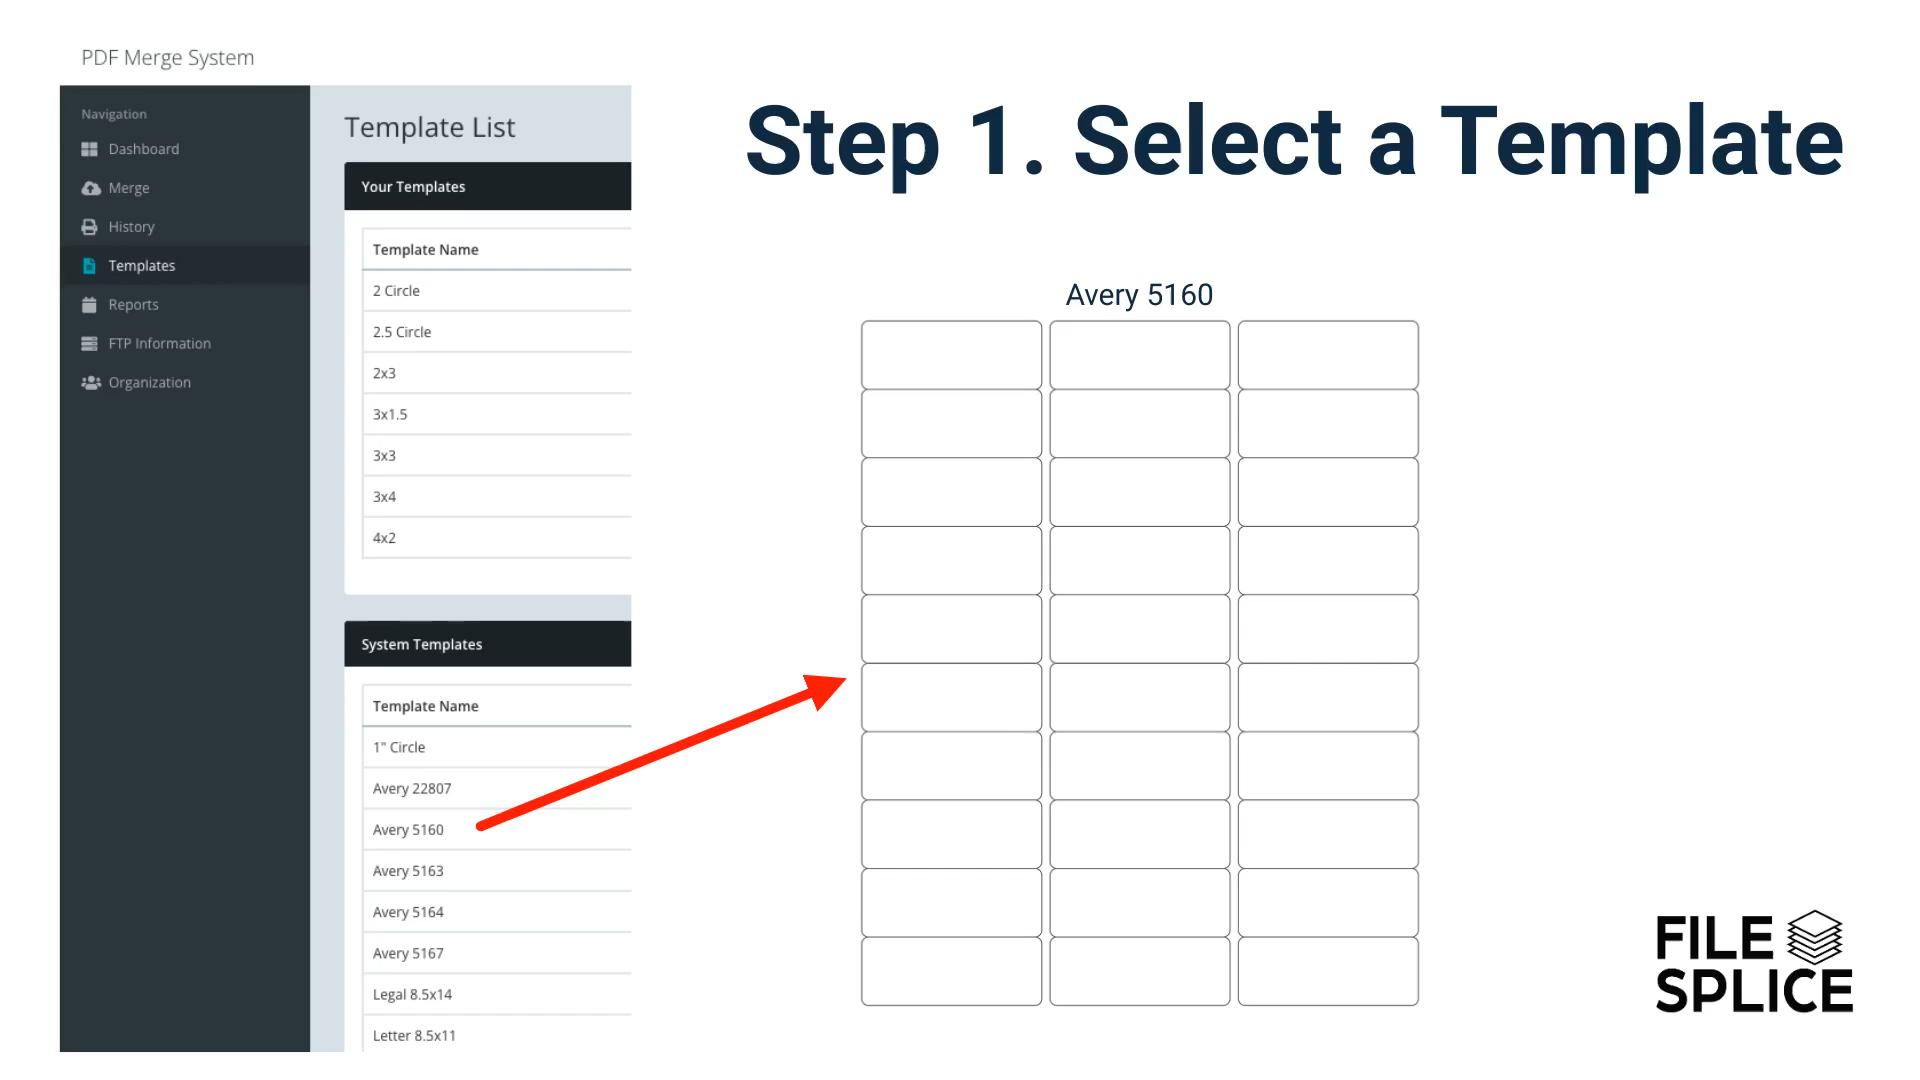 PDF Merge System
Navigation
Dashboard
Merge
History
Templates
Reports
FTP Information
Organization
Template List
Your Templates
Template Name
2 Circle
2.5 Circle
2x3
3x1.5
3x3
3x4
4x2
System Templates
Template Name
1" Circle
Avery 22807
Avery 5160
Avery 5163
Avery 5164
Avery 5167
Legal 8.5x14
Letter 8.5x11
Step 1. Select a Template
Avery 5160
FILE
SPLICE